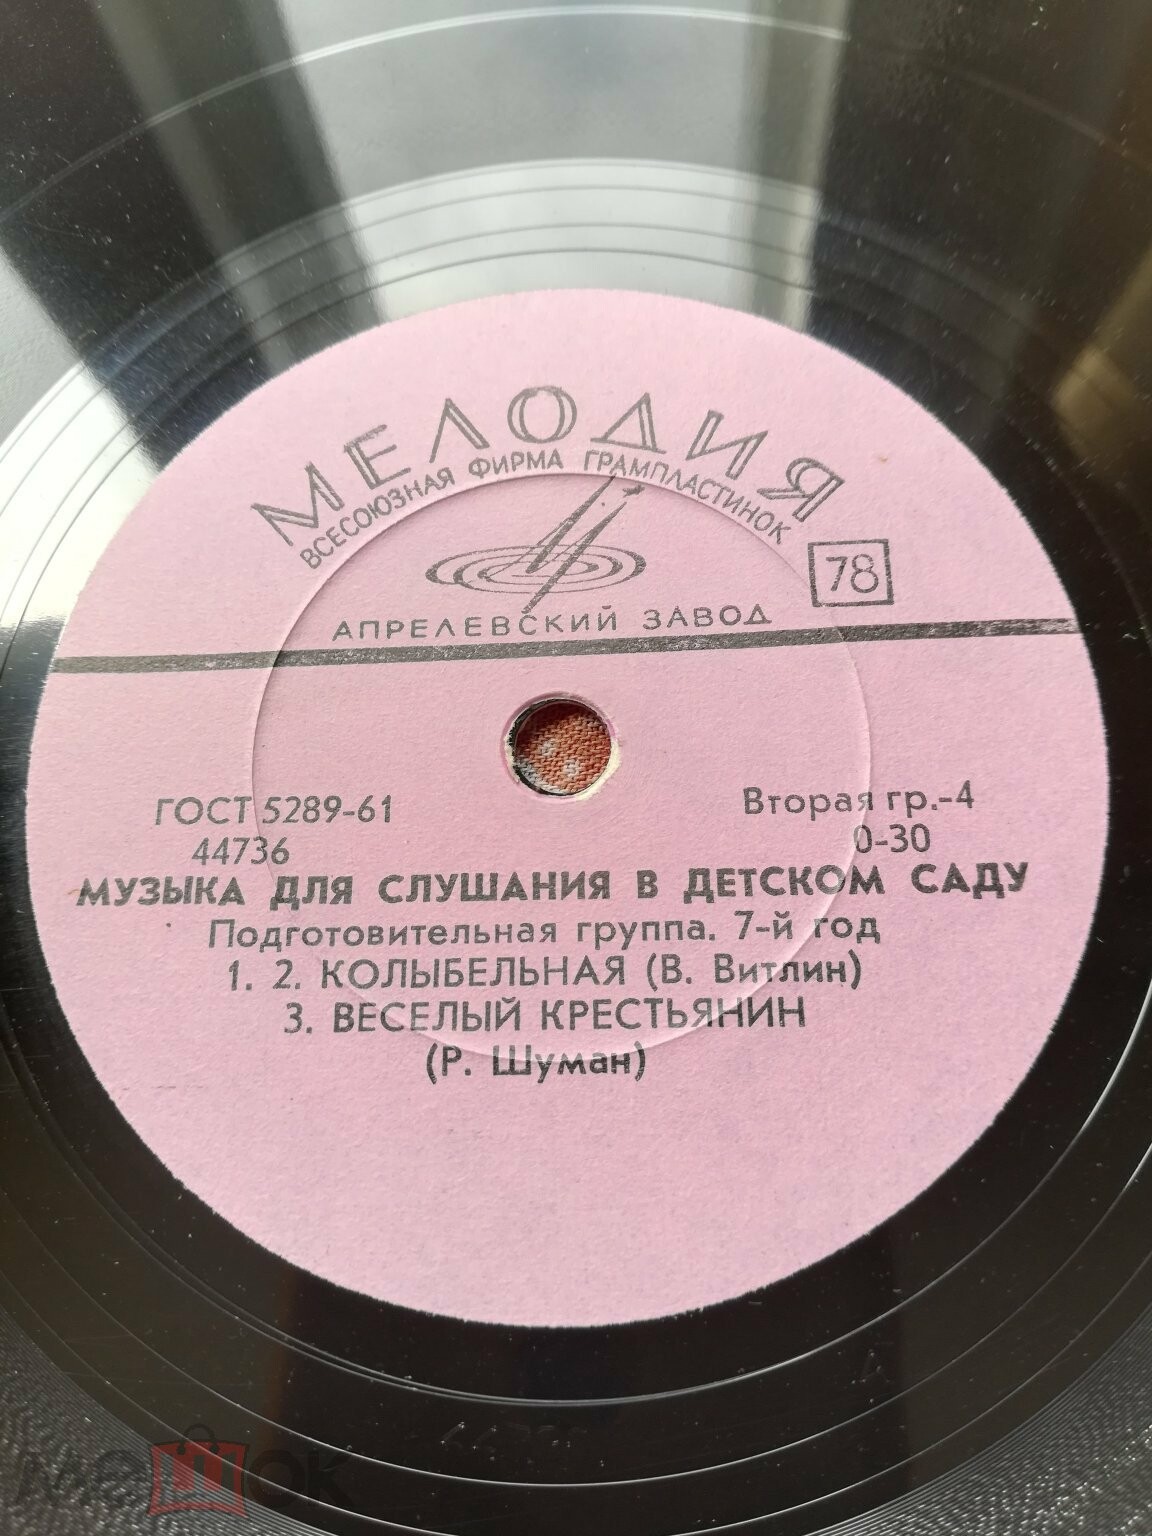 МЕЛОДИЯ
ВСЕСОЮЗНАЯ ФИРМА ГРАМПЛАСТИНОК
78
АПРЕЛЕВСКИЙ ЗАВОД
ГОСТ 5289-61
Вторая гр.-4
44736
0-30
МУЗЫКА ДЛЯ СЛУШАНИЯ В ДЕТСКОМ САДУ
Подготовительная группа. 7-й год
1. 2. КОЛЫБЕЛЬНАЯ (В. Витлин)
3. ВЕСЕЛЫЙ КРЕСТЬЯНИН
(Р. Шуман)
мешок